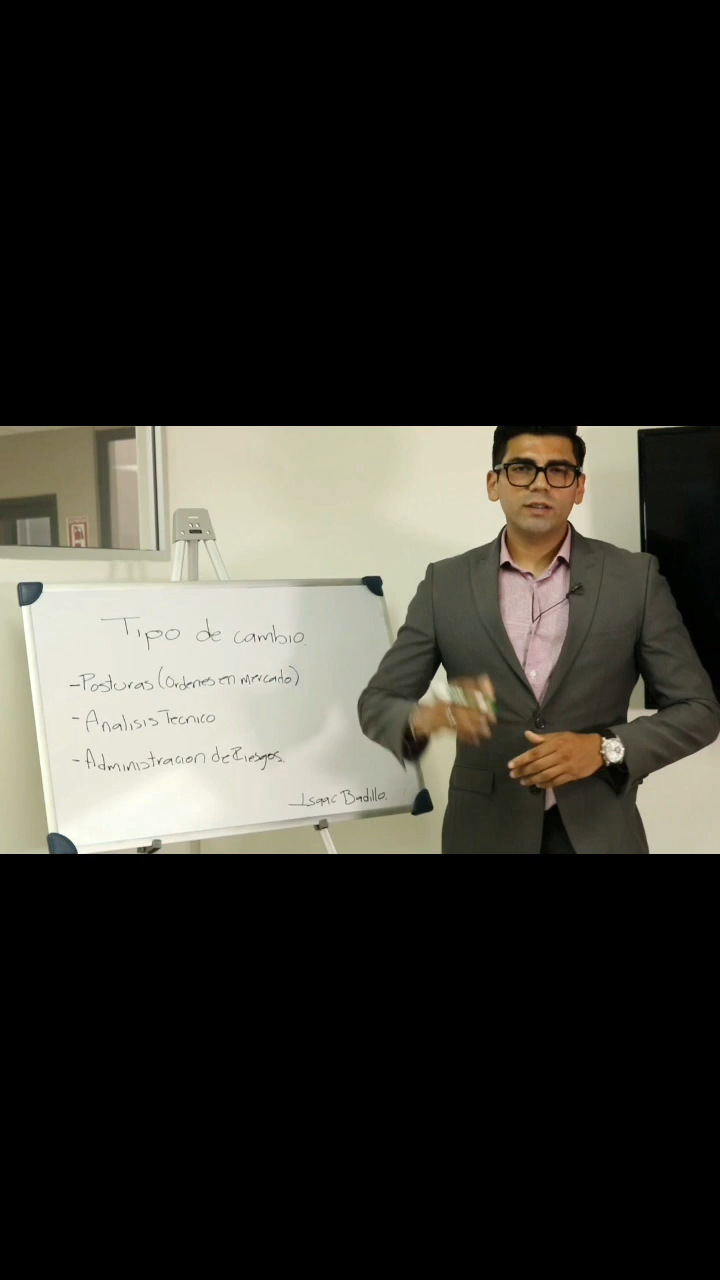 Tipo de cambio.
-Posturas (Ordenes en mercado)
-Analisis Tecnico
-Administracion de Riesgos.
Isaac Badillo.